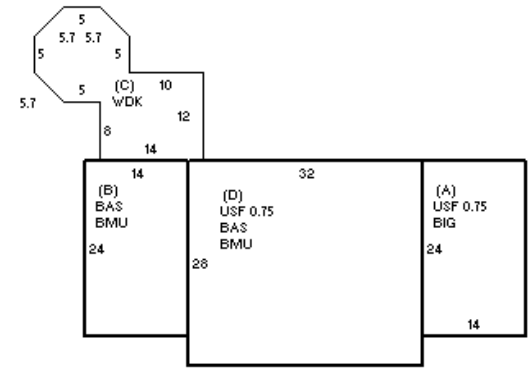 5
5.7 5.7
5 5
5
5.7
(C)
WDK
10
12
8
14
14
(B)
BAS
BMU
24
32
(D)
USF 0.75
BAS
BMU
28
(A)
USF 0.75
BIG
24
14